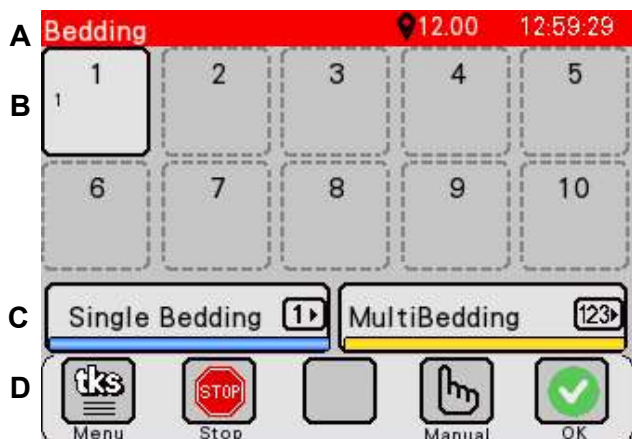 A Bedding 12.00 12:59:29
B 1 2 3 4 5
1
6 7 8 9 10
C Single Bedding 1 MultiBedding 123
D tks STOP
Menu Stop Manual OK